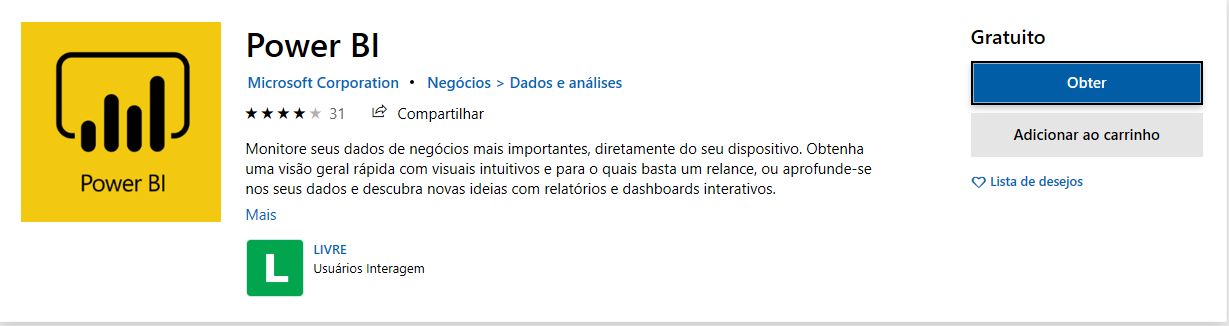 Power BI
Power BI
Microsoft Corporation • Negócios > Dados e análises
31 Compartilhar
Monitore seus dados de negócios mais importantes, diretamente do seu dispositivo. Obtenha
uma visão geral rápida com visuais intuitivos e para o quais basta um relance, ou aprofunde-se
nos seus dados e descubra novas ideias com relatórios e dashboards interativos.
Mais
L
LIVRE
Usuários Interagem
Gratuito
Obter
Adicionar ao carrinho
Lista de desejos